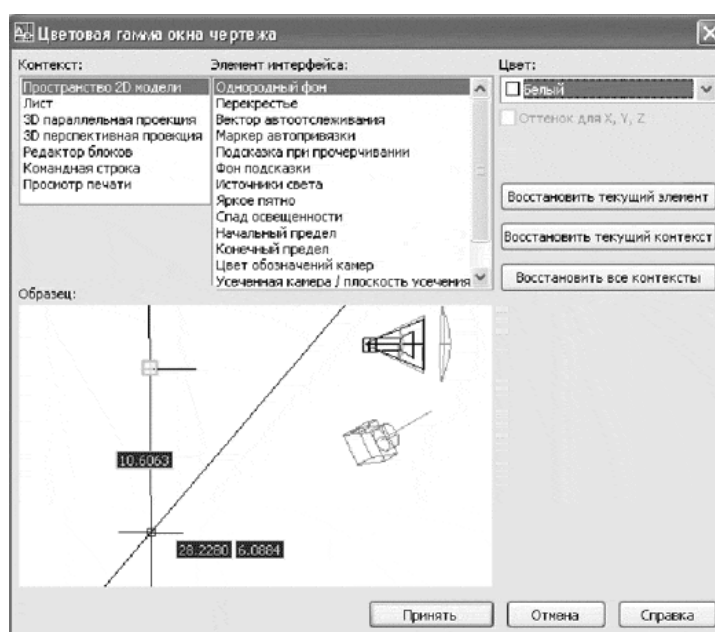 Цветовая гамма окна чертежа
Контекст:
Пространство 2D модели
Лист
3D параллельная проекция
3D перспективная проекция
Редактор блоков
Командная строка
Просмотр печати
Элемент интерфейса:
Однородный фон
Перекрестье
Вектор автоотслеживания
Маркер автопривязки
Подсказка при прочерчивании
Фон подсказки
Источники света
Яркое пятно
Спад освещенности
Начальный предел
Конечный предел
Цвет обозначений камер
Усеченная камера / плоскость усечения
Цвет:
Белый
Оттенок для X, Y, Z
Восстановить текущий элемент
Восстановить текущий контекст
Восстановить все контексты
Образец:
10.6063
28.2280 6.0884
Принять Отмена Справка